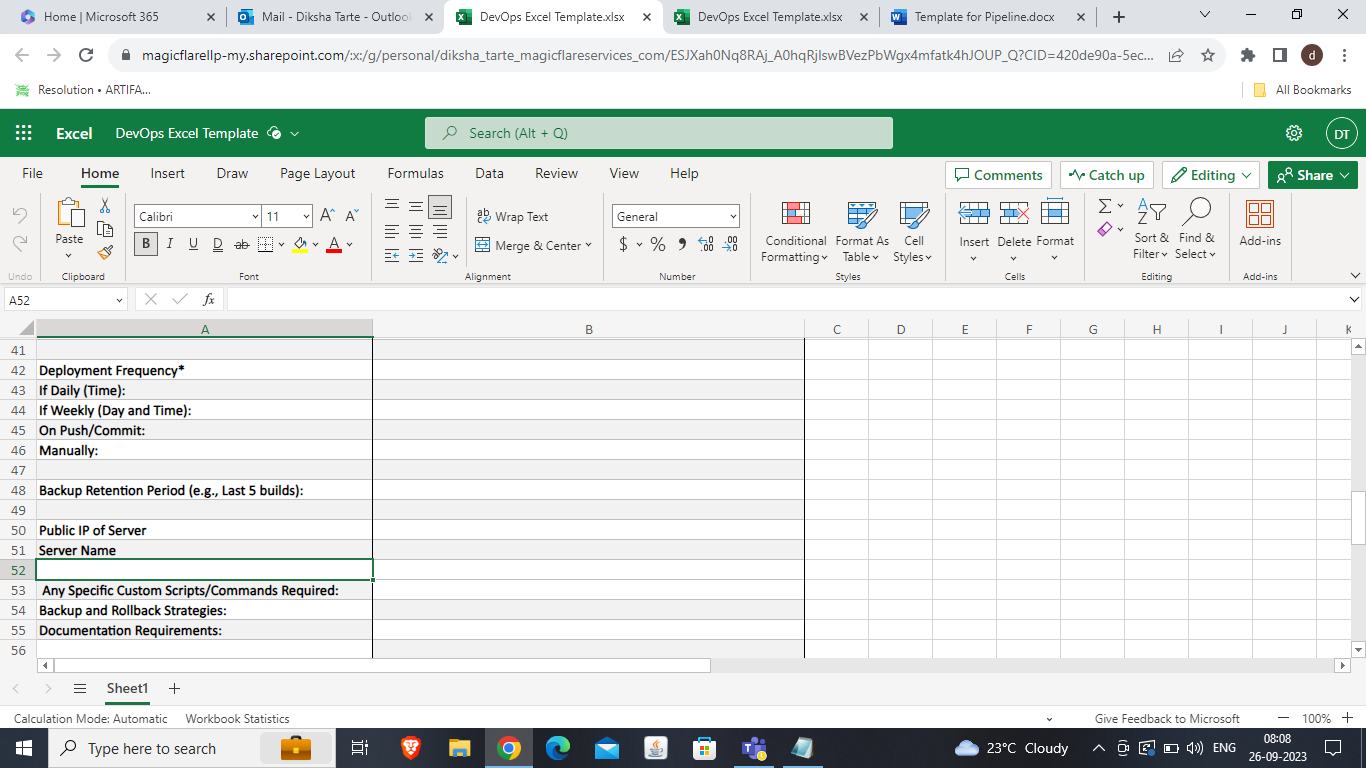 Home | Microsoft 365
Mail - Diksha Tarte - Outlook
DevOps Excel Template.xlsx
DevOps Excel Template.xlsx
Template for Pipeline.docx
magicflarellp-my.sharepoint.com/:x:/g/personal/diksha_tarte_magicflareservices_com/ESJXah0Nq8RAj_A0hqRjIswBVezPbWgx4mfatk4hJOUP_Q?CID=420de90a-5ec...
d
Resolution • ARTIFA...
All Bookmarks
Excel
DevOps Excel Template
Search (Alt + Q)
DT
File Home Insert Draw Page Layout Formulas Data Review View Help
Comments Catch up Editing Share
Paste
Calibri 11
Wrap Text
General
B I U D ab A
Merge & Center
$ %
Conditional Formatting
Format As Table
Cell Styles
Insert Delete Format
Sort & Filter
Find & Select
Add-ins
Undo Clipboard Font Alignment Number Styles Cells Editing Add-ins
A52
fx
A B C D E F G H I J K
41
42 Deployment Frequency*
43 If Daily (Time):
44 If Weekly (Day and Time):
45 On Push/Commit:
46 Manually:
47
48 Backup Retention Period (e.g., Last 5 builds):
49
50 Public IP of Server
51 Server Name
52
53 Any Specific Custom Scripts/Commands Required:
54 Backup and Rollback Strategies:
55 Documentation Requirements:
56
Sheet1
Calculation Mode: Automatic Workbook Statistics
Give Feedback to Microsoft 100%
Type here to search
23°C Cloudy
ENG
08:08
26-09-2023